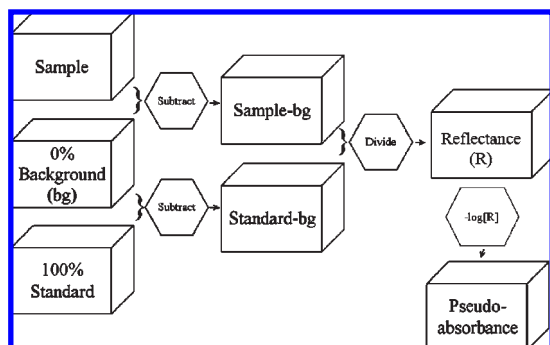 Sample
Subtract
Sample-bg
0%
Background
(bg)
Divide
Reflectance
(R)
Subtract
Standard-bg
-log[R]
100%
Standard
Pseudo-
absorbance